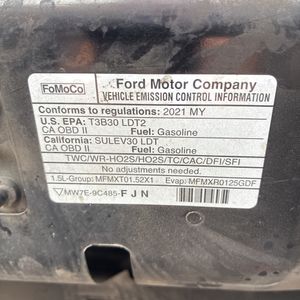 FoMoCo
Ford Motor Company
VEHICLE EMISSION CONTROL INFORMATION
Conforms to regulations: 2021 MY
U.S. EPA: T3B30 LDT2
CA OBD II Fuel: Gasoline
California: SULEV30 LDT
CA OBD II Fuel: Gasoline
TWC/WR-HO2S/HO2S/TC/CAC/DFI/SFI
No adjustments needed.
1.5L-Group: MFMXT01.52X1 Evap: MFMXR0125GDF
MW7E-9C485-FJN